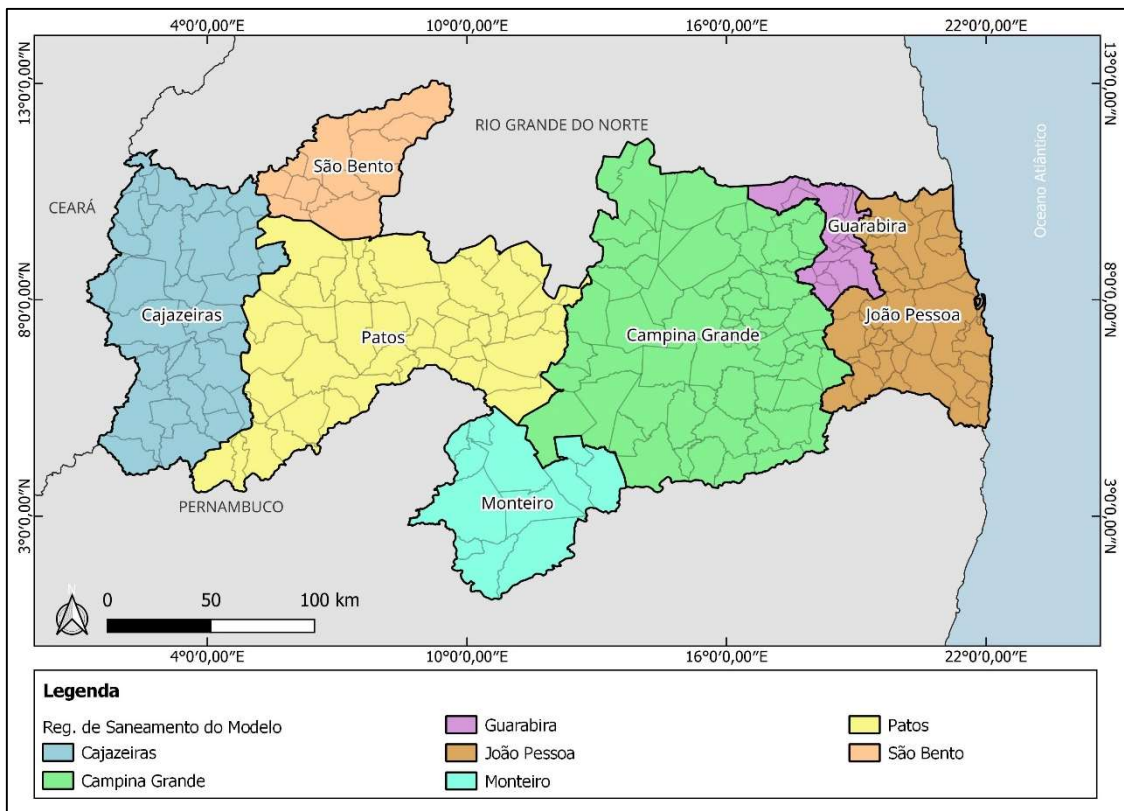 4°0'0,00"E 10°0'0,00"E 16°0'0,00"E 22°0'0,00"E
13°0'0,00"N
13°0'0,00"N
RIO GRANDE DO NORTE
São Bento
CEARÁ
Oceano Atlântico
Guarabira
8°0'0,00"N
8°0'0,00"N
Cajazeiras
João Pessoa
Patos
Campina Grande
Monteiro
PERNAMBUCO
3°0'0,00"N
3°0'0,00"N
N
0 50 100 km
4°0'0,00"E 10°0'0,00"E 16°0'0,00"E 22°0'0,00"E
Legenda
Reg. de Saneamento do Modelo
Cajazeiras
Campina Grande
Guarabira
João Pessoa
Monteiro
Patos
São Bento